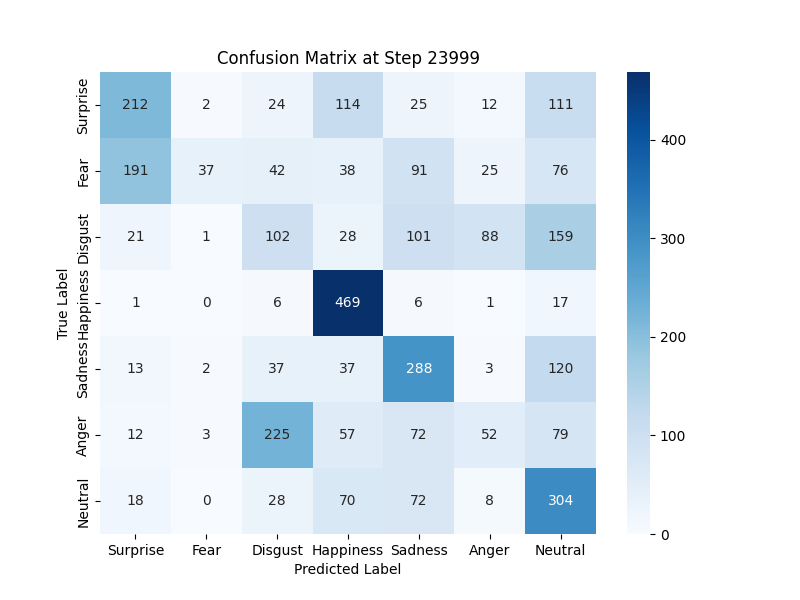 Confusion Matrix at Step 23999
True Label
Surprise 212 2 24 114 25 12 111
Fear 191 37 42 38 91 25 76
Disgust 21 1 102 28 101 88 159
Happiness 1 0 6 469 6 1 17
Sadness 13 2 37 37 288 3 120
Anger 12 3 225 57 72 52 79
Neutral 18 0 28 70 72 8 304
Surprise Fear Disgust Happiness Sadness Anger Neutral
Predicted Label
400
300
200
100
0